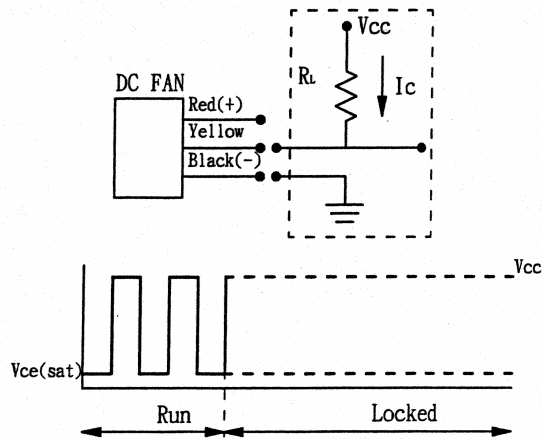 Vcc
RL
Ic
DC FAN
Red(+)
Yellow
Black(-)
Vcc
Vce(sat)
Run
Locked